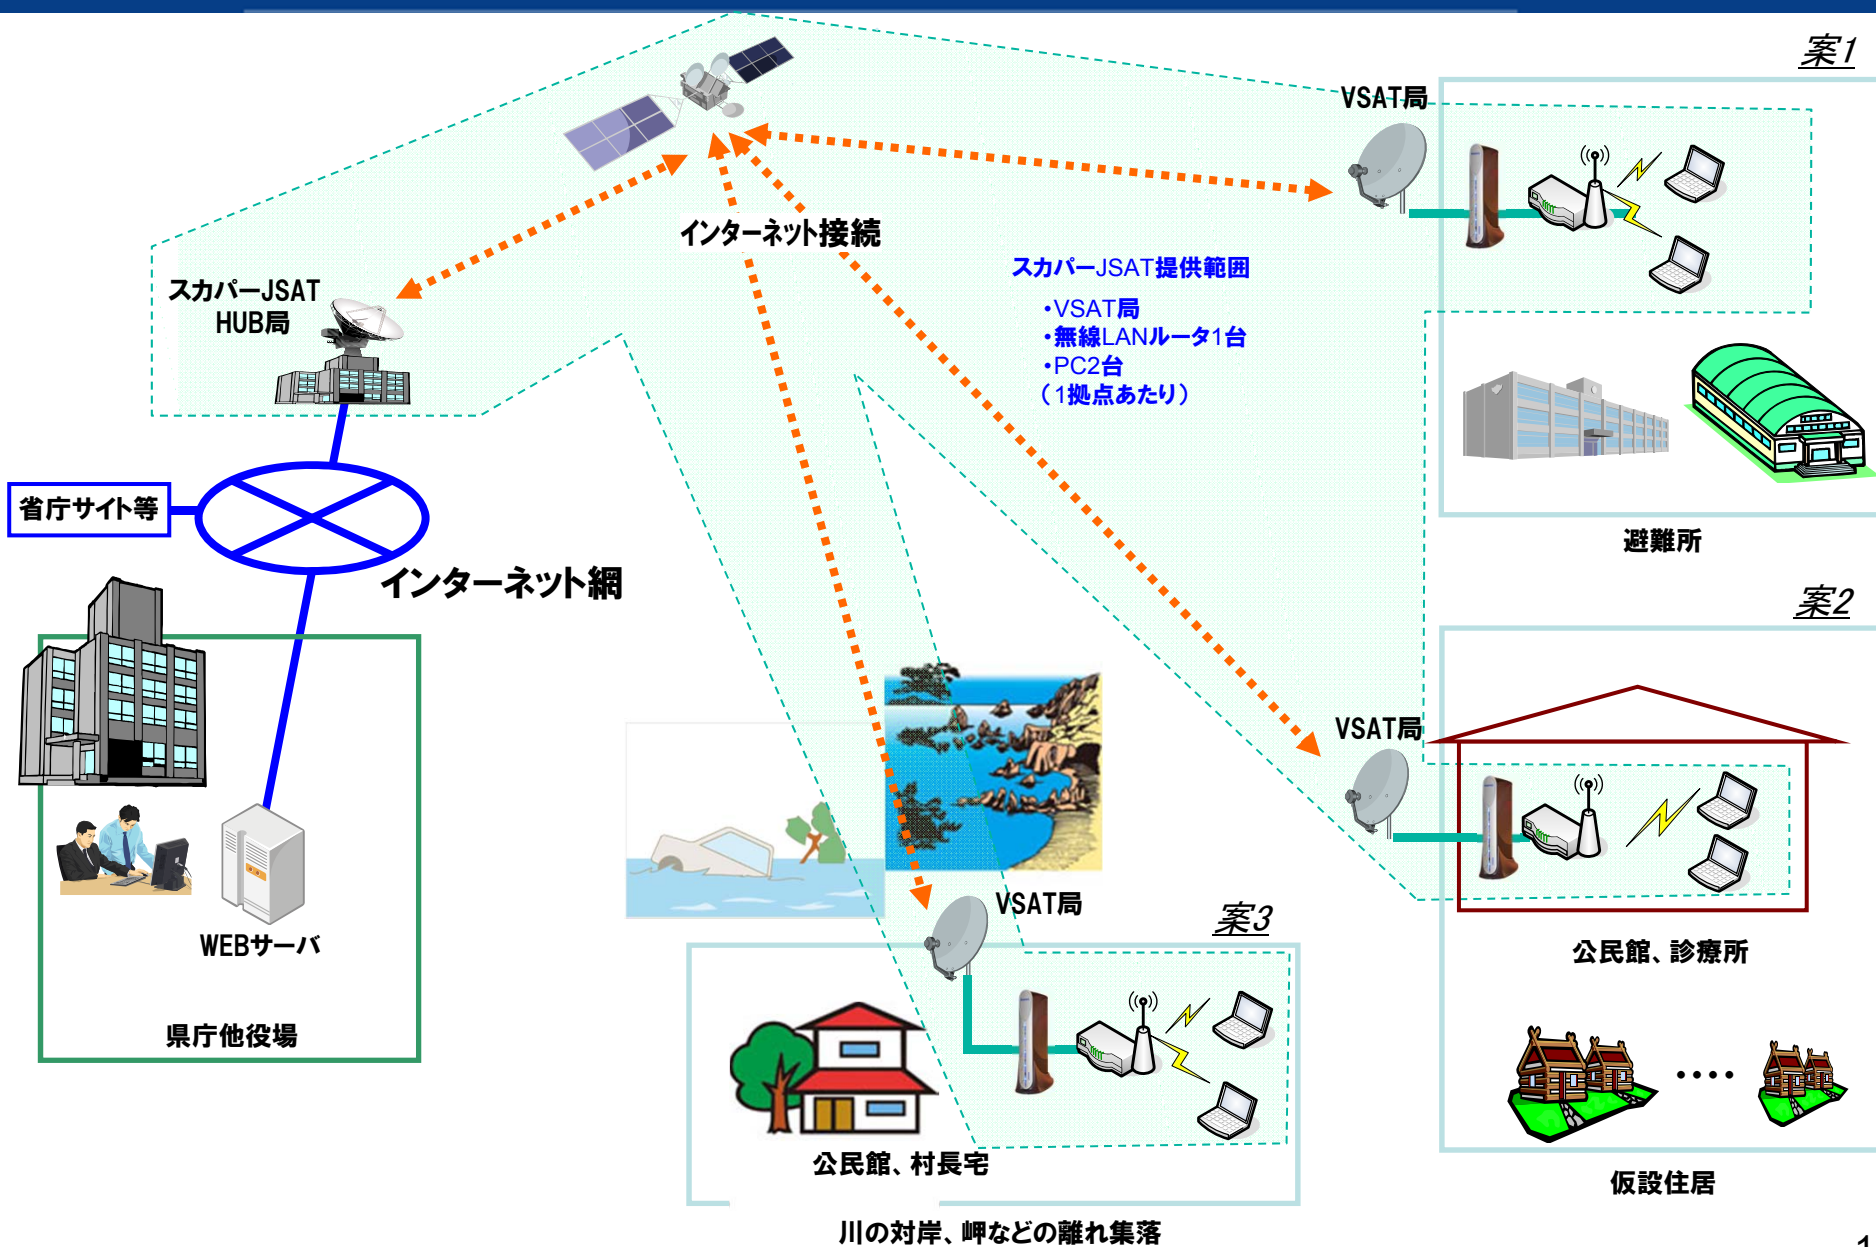 案1
VSAT局
インターネット接続
スカパーJSAT
HUB局
スカパーJSAT提供範囲
・VSAT局
・無線LANルータ1台
・PC2台
（1拠点あたり）
省庁サイト等
インターネット網
避難所
案2
VSAT局
WEBサーバ
県庁他役場
VSAT局
案3
公民館、診療所
公民館、村長宅
・・・・
仮設住居
川の対岸、岬などの離れ集落